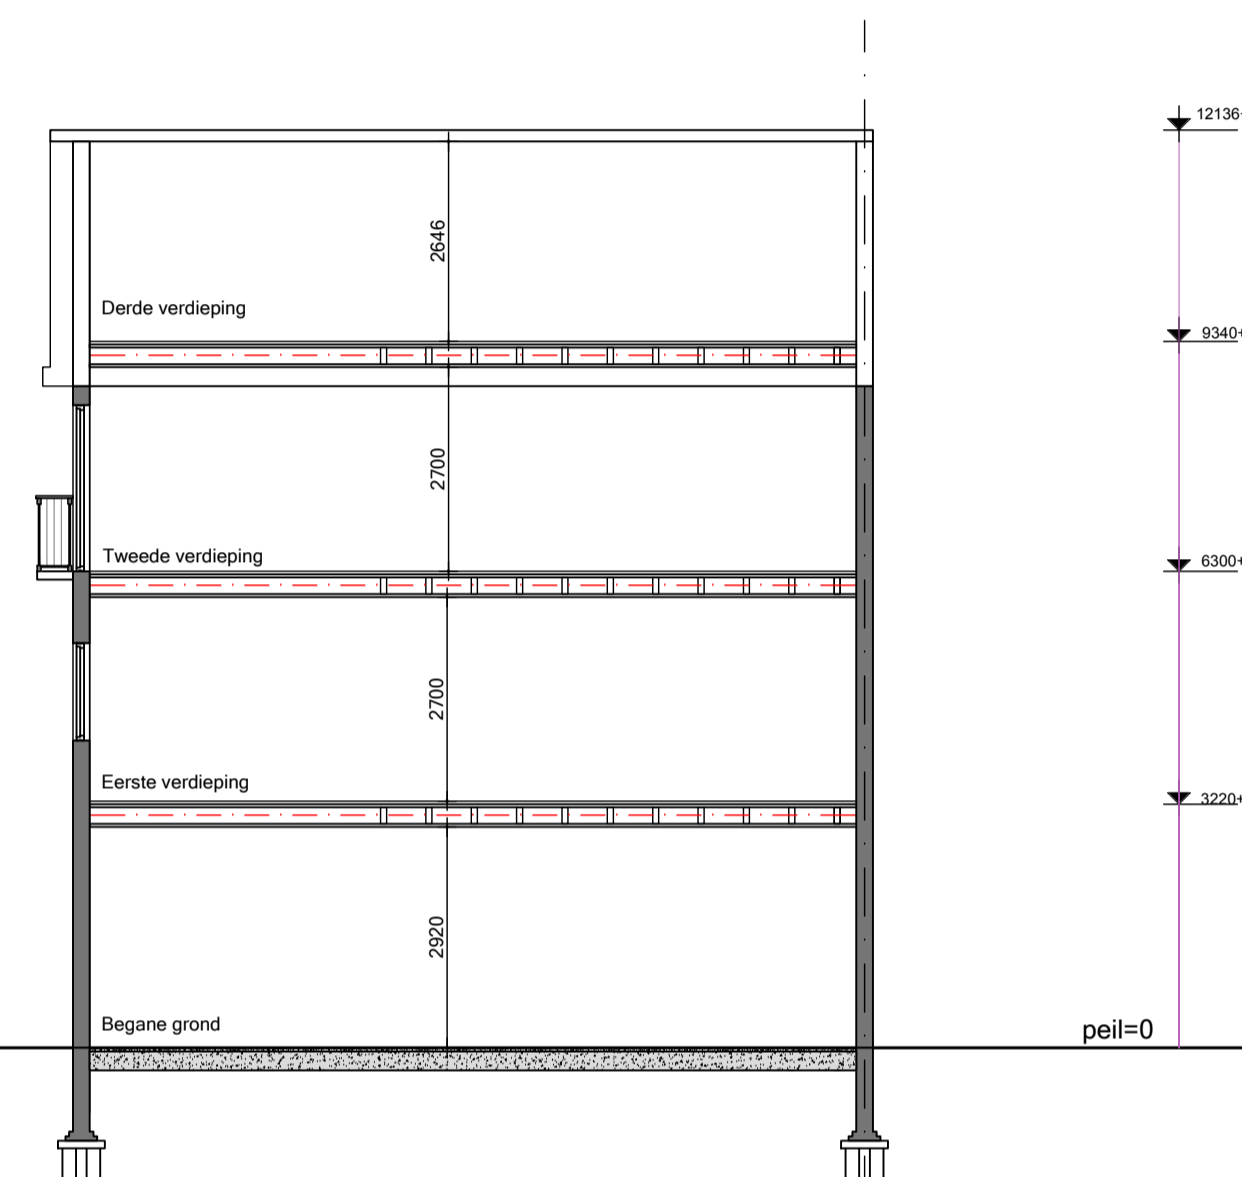 12136+
2646
Derde verdieping
9340+
2700
Tweede verdieping
6300+
2700
Eerste verdieping
3220+
2920
Begane grond
peil=0